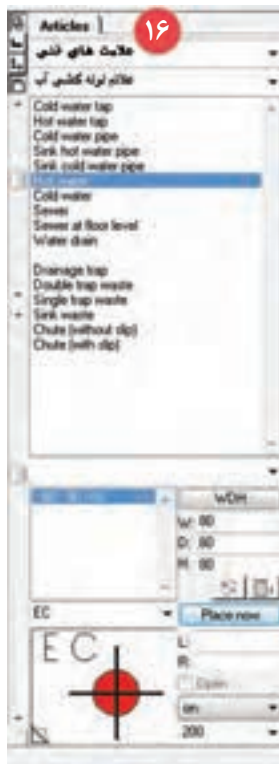 Articles
۱۶
علامت های فنی
علائم لوله کشی آب
Cold water tap
Hot water tap
Cold water pipe
Sink hot water pipe
Sink cold water pipe
Hot water
Cold water
Sewer
Sewer at floor level
Water drain
Drainage trap
Double trap waste
Single trap waste
Sink waste
Chute (without slip)
Chute (with slip)
WDH
W: 80
D: 80
H: 80
EC
Place now
EC
L:
R:
Open
on
200